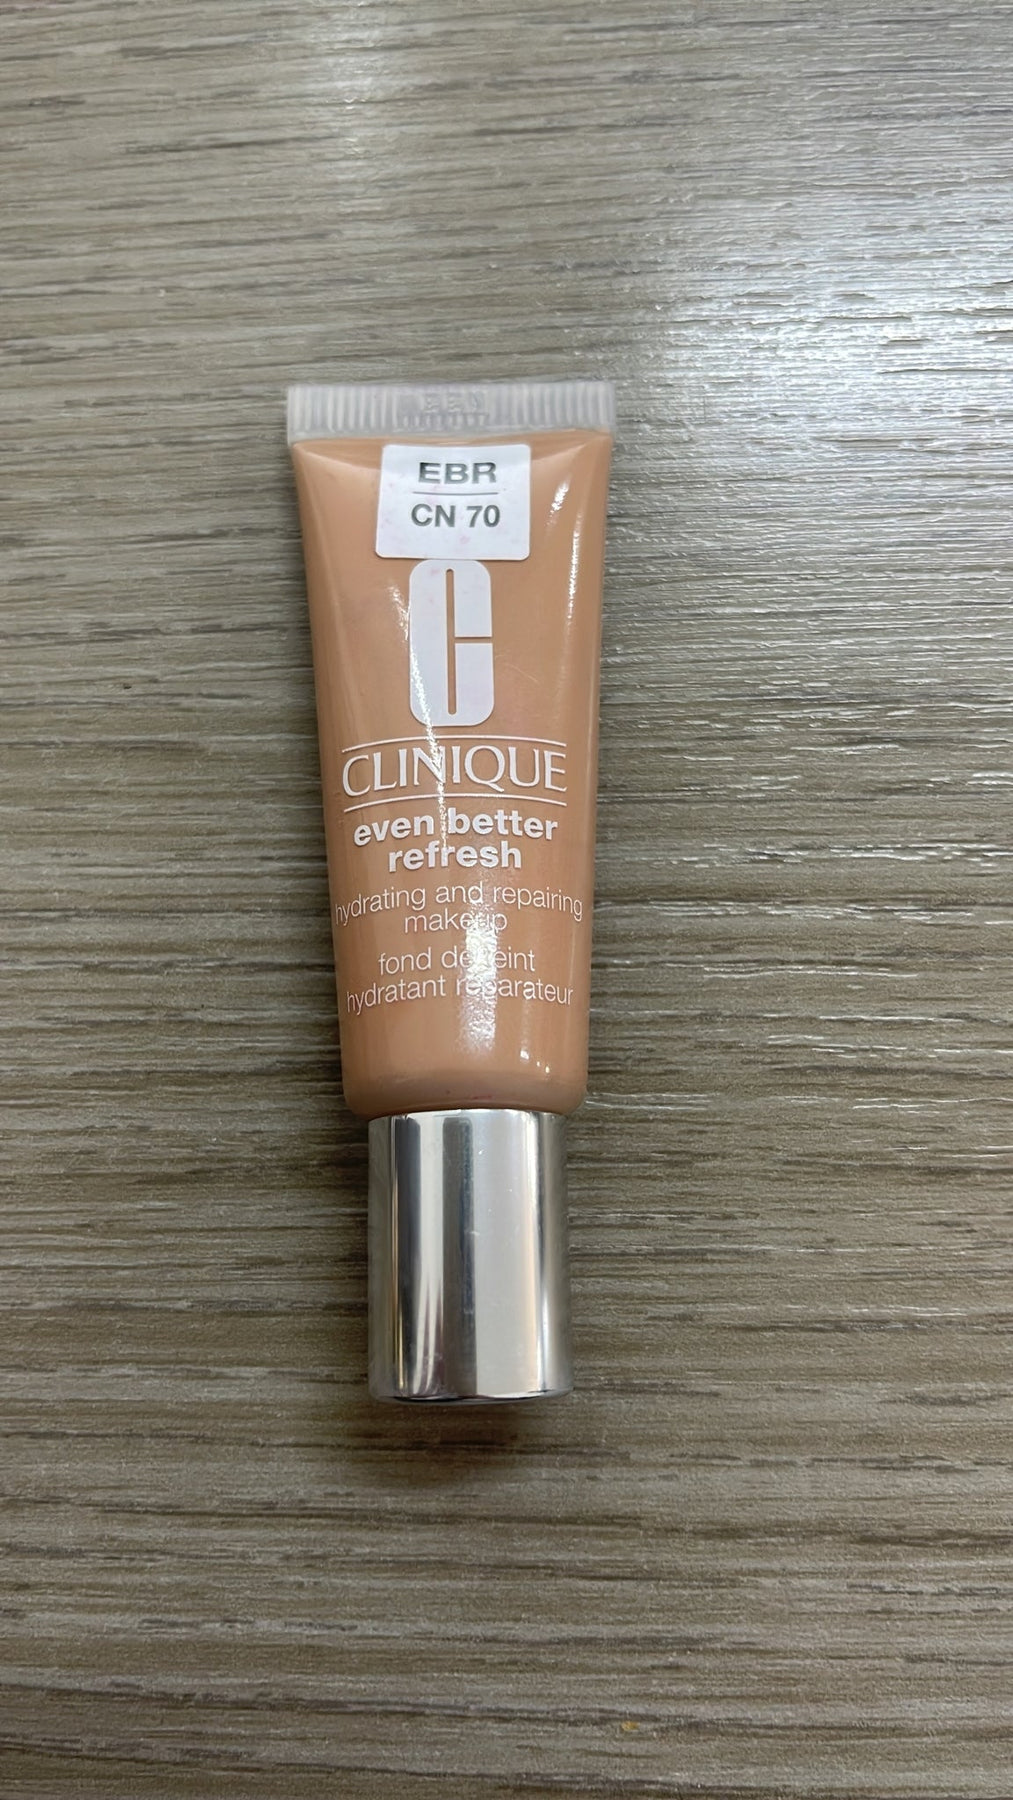 EBR
CN 70
C
CLINIQUE
even better
refresh
hydrating and repairing
makeup
fond de teint
hydratant réparateur